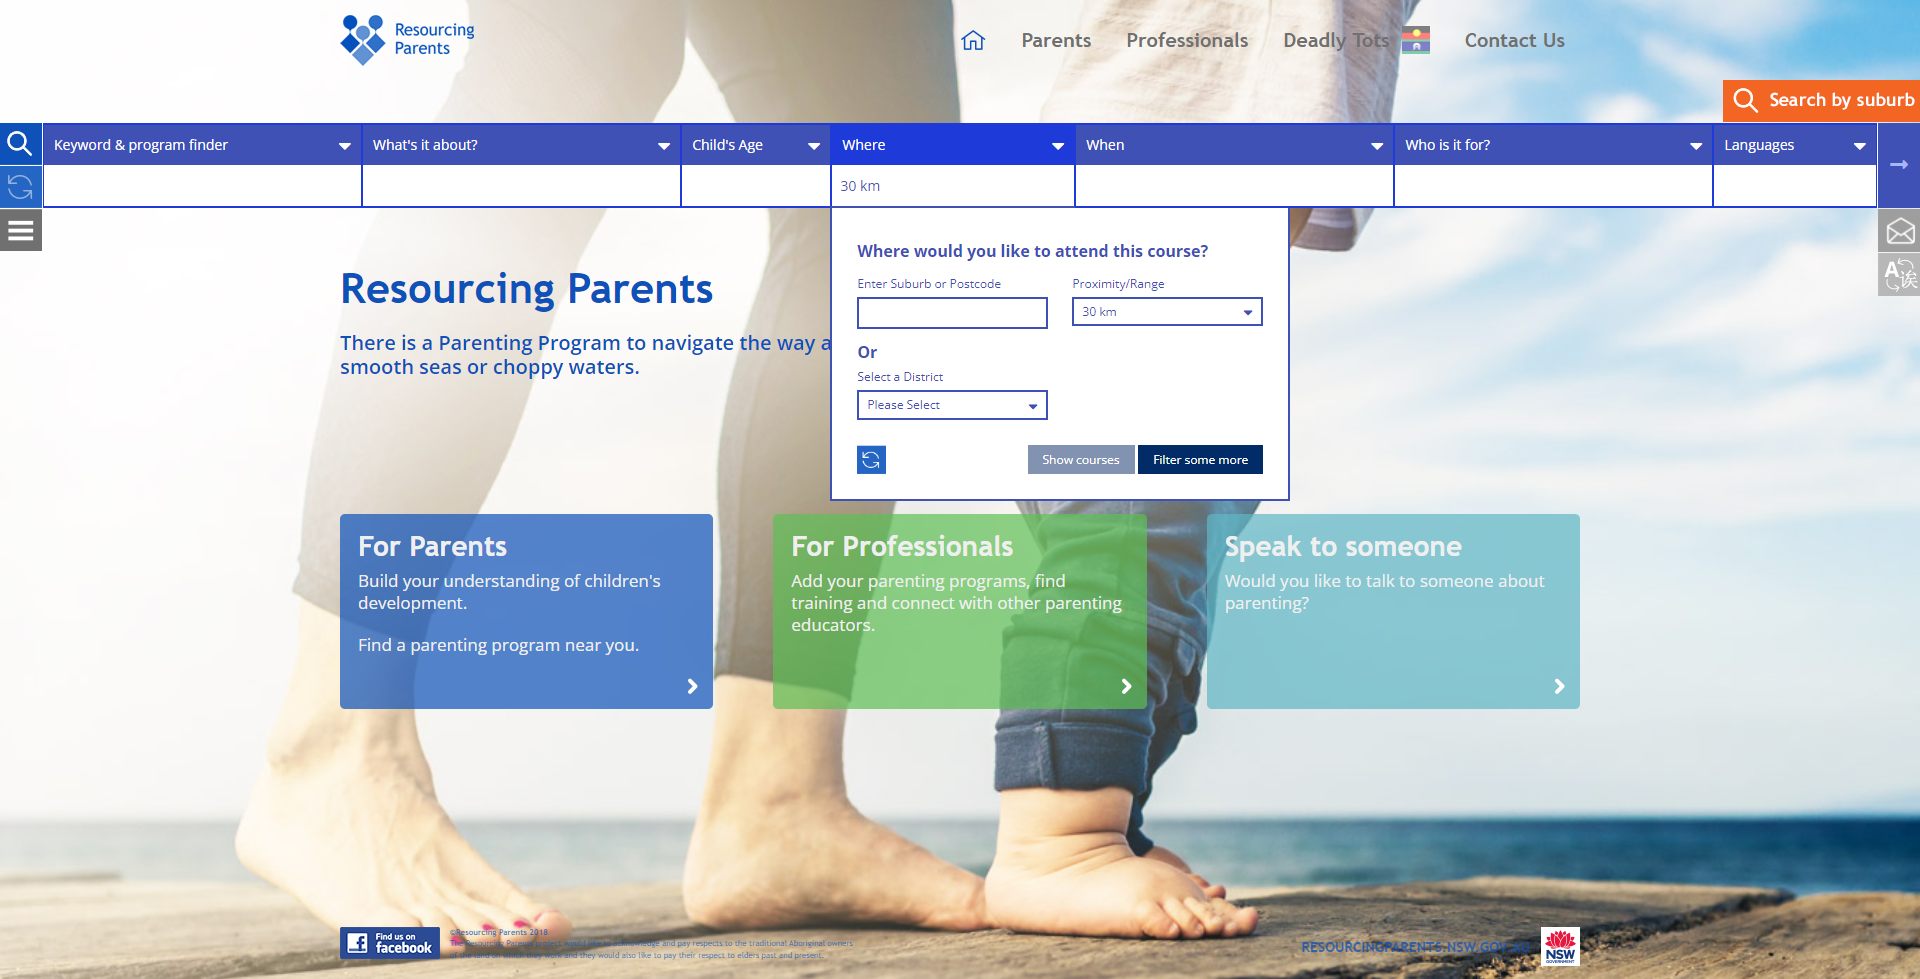 Resourcing
Parents
Parents
Professionals
Deadly Tots
Contact Us
Search by suburb
Keyword & program finder
What's it about?
Child's Age
Where
When
Who is it for?
Languages
30 km
Where would you like to attend this course?
Enter Suburb or Postcode
Proximity/Range
30 km
Or
Select a District
Please Select
Show courses
Filter some more
Resourcing Parents
There is a Parenting Program to navigate the way a
smooth seas or choppy waters.
For Parents
Build your understanding of children's
development.
Find a parenting program near you.
For Professionals
Add your parenting programs, find
training and connect with other parenting
educators.
Speak to someone
Would you like to talk to someone about
parenting?
Find us on
facebook
©Resourcing Parents 2018
The Resourcing Parents project would like to acknowledge and pay respects to the traditional Aboriginal owners
of the land on which they work and they would also like to pay their respect to elders past and present.
RESOURCINGPARENTS.NSW.GOV.AU
NSW
GOVERNMENT
A
诶